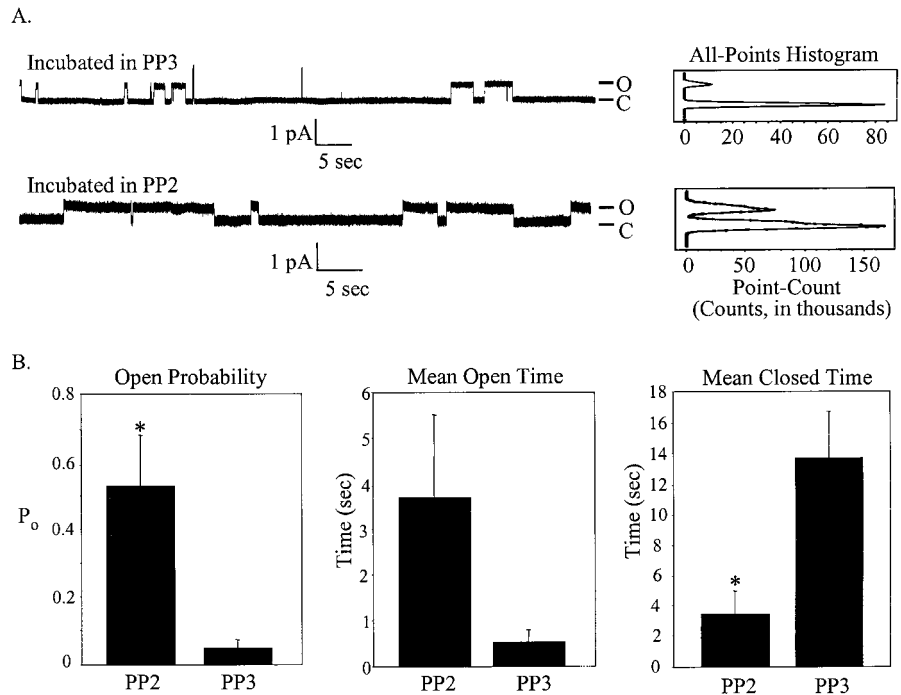 A.
Incubated in PP3
O
C
1 pA
5 sec
All-Points Histogram
0 20 40 60 80
Incubated in PP2
O
C
1 pA
5 sec
0 50 100 150
Point-Count
(Counts, in thousands)
B.
Open Probability
0.8
0.6
0.4
0.2
0
Po
*
PP2 PP3
Mean Open Time
6
5
4
3
2
1
0
Time (sec)
PP2 PP3
Mean Closed Time
18
16
14
12
10
8
6
4
2
0
Time (sec)
*
PP2 PP3